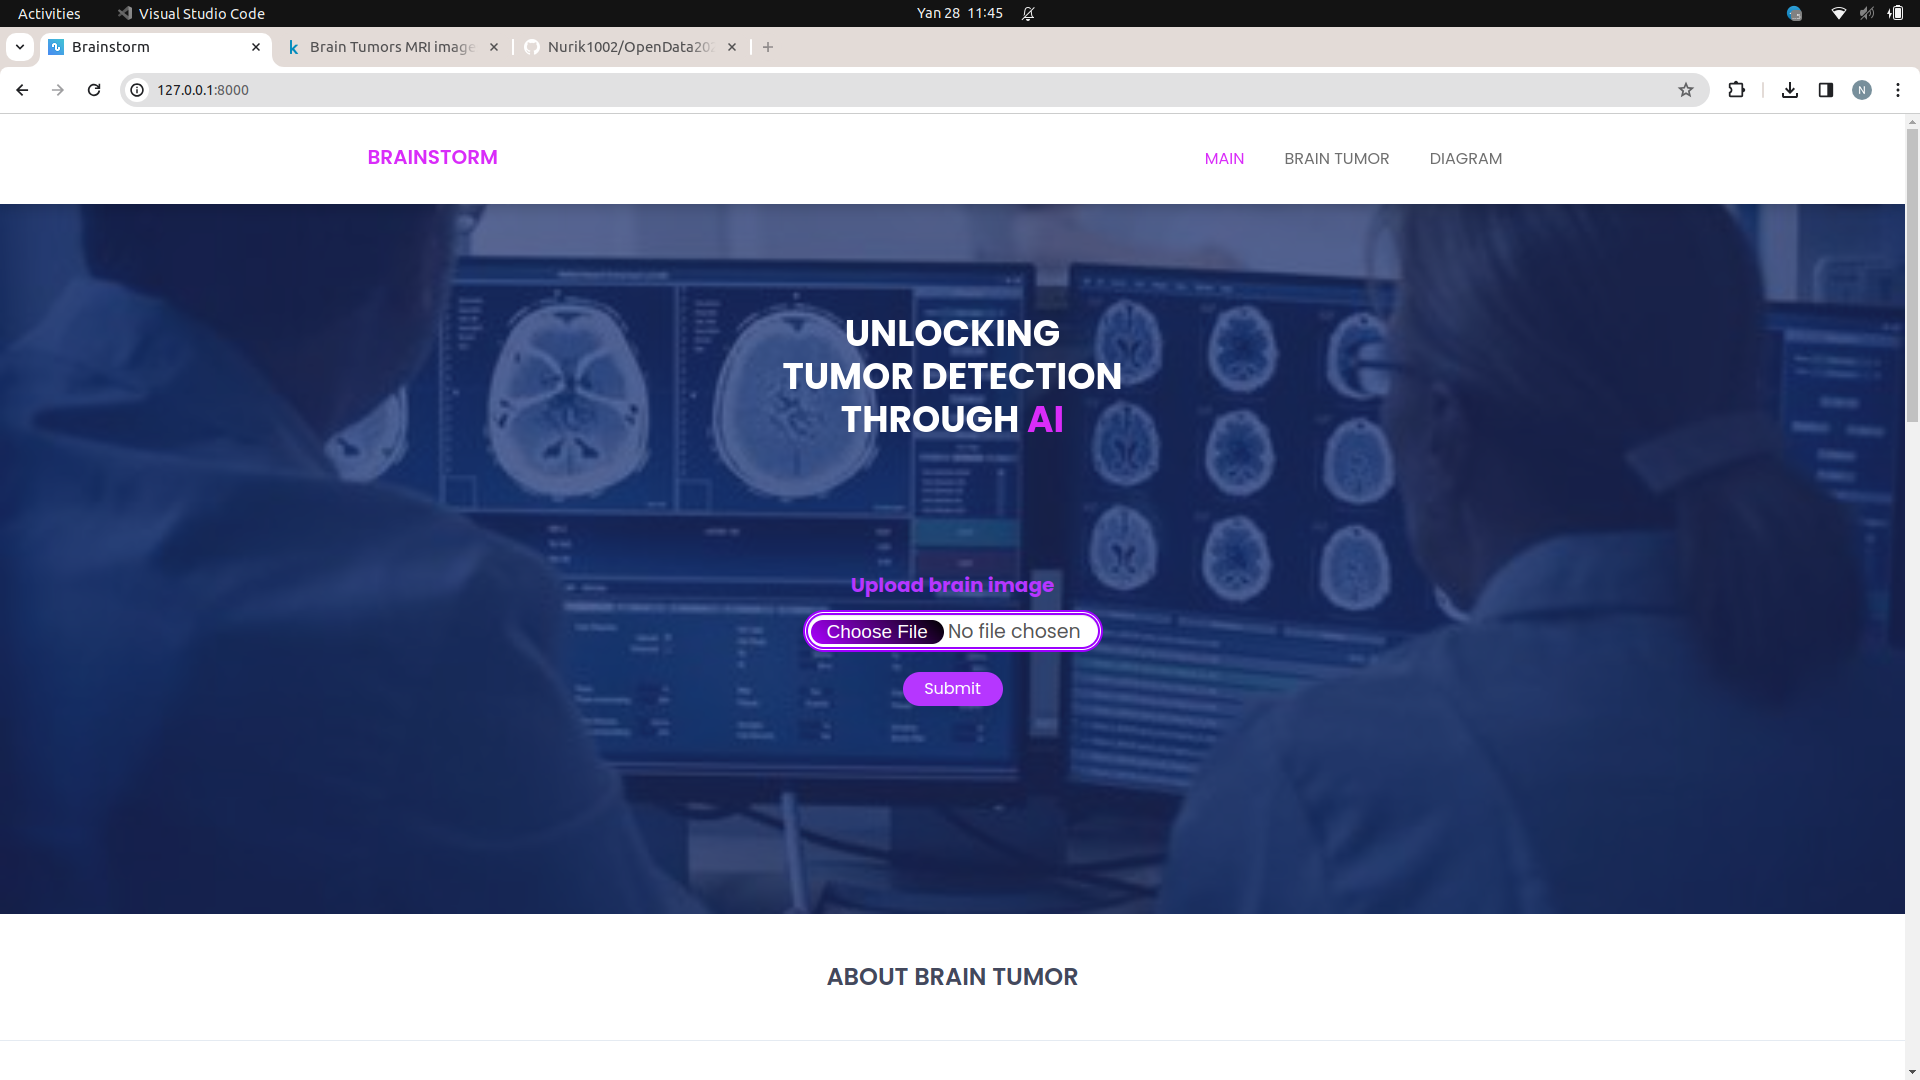 Activities
Visual Studio Code
Yan 28 11:45
Brainstorm
Brain Tumors MRI image
Nurik1002/OpenData202
127.0.0.1:8000
N
BRAINSTORM
MAIN
BRAIN TUMOR
DIAGRAM
UNLOCKING
TUMOR DETECTION
THROUGH AI
Upload brain image
Choose File No file chosen
Submit
ABOUT BRAIN TUMOR